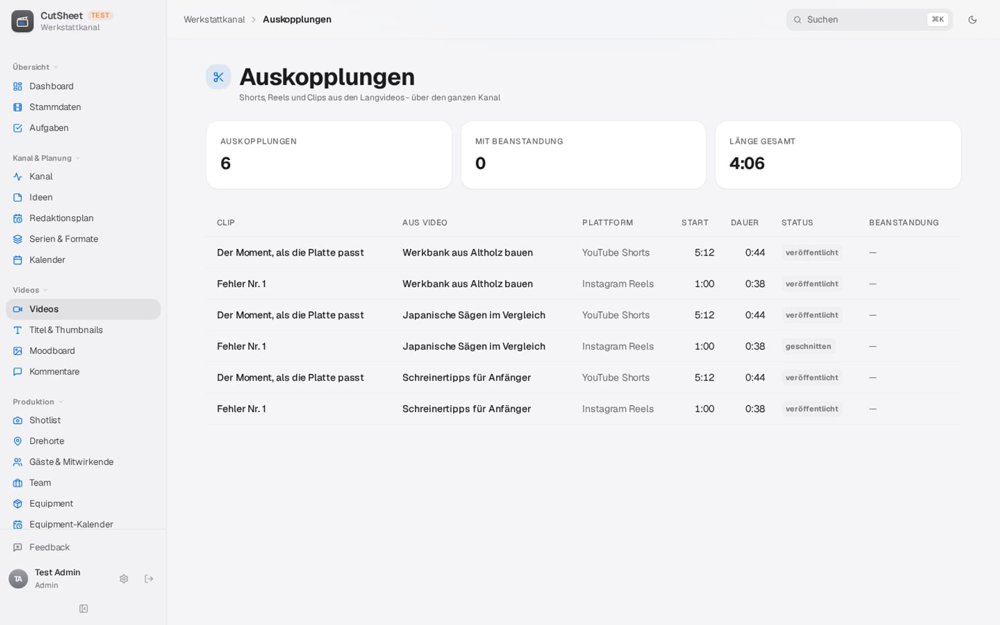 CutSheet TEST
Werkstattkanal
Übersicht
Dashboard
Stammdaten
Aufgaben
Kanal & Planung
Kanal
Ideen
Redaktionsplan
Serien & Formate
Kalender
Videos
Videos
Titel & Thumbnails
Moodboard
Kommentare
Produktion
Shotlist
Drehorte
Gäste & Mitwirkende
Team
Equipment
Equipment-Kalender
Feedback
TA
Test Admin
Admin
Werkstattkanal > Auskopplungen
Suchen ⌘K
Auskopplungen
Shorts, Reels und Clips aus den Langvideos - über den ganzen Kanal
AUSKOPPLUNGEN
6
MIT BEANSTANDUNG
0
LÄNGE GESAMT
4:06
CLIP AUS VIDEO PLATTFORM START DAUER STATUS BEANSTANDUNG
Der Moment, als die Platte passt Werkbank aus Altholz bauen YouTube Shorts 5:12 0:44 veröffentlicht —
Fehler Nr. 1 Werkbank aus Altholz bauen Instagram Reels 1:00 0:38 veröffentlicht —
Der Moment, als die Platte passt Japanische Sägen im Vergleich YouTube Shorts 5:12 0:44 veröffentlicht —
Fehler Nr. 1 Japanische Sägen im Vergleich Instagram Reels 1:00 0:38 geschnitten —
Der Moment, als die Platte passt Schreinertipps für Anfänger YouTube Shorts 5:12 0:44 veröffentlicht —
Fehler Nr. 1 Schreinertipps für Anfänger Instagram Reels 1:00 0:38 veröffentlicht —